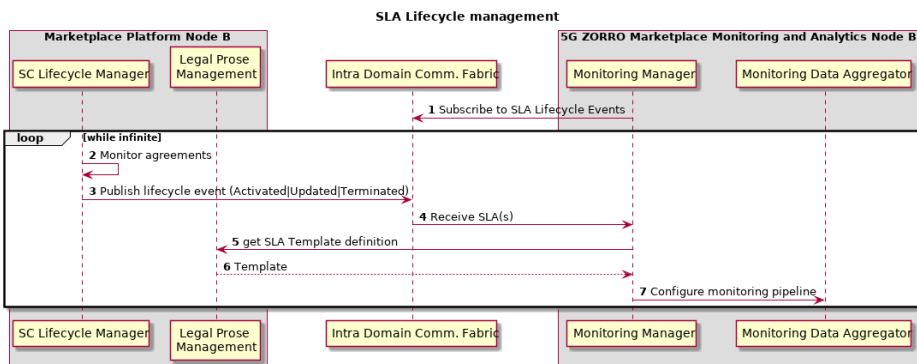 SLA Lifecycle management
Marketplace Platform Node B
5G ZORRO Marketplace Monitoring and Analytics Node B
SC Lifecycle Manager
Legal Prose
Management
Intra Domain Comm. Fabric
Monitoring Manager
Monitoring Data Aggregator
1 Subscribe to SLA Lifecycle Events
loop [while infinite]
2 Monitor agreements
3 Publish lifecycle event (Activated|Updated|Terminated)
4 Receive SLA(s)
5 get SLA Template definition
6 Template
7 Configure monitoring pipeline
SC Lifecycle Manager
Legal Prose
Management
Intra Domain Comm. Fabric
Monitoring Manager
Monitoring Data Aggregator